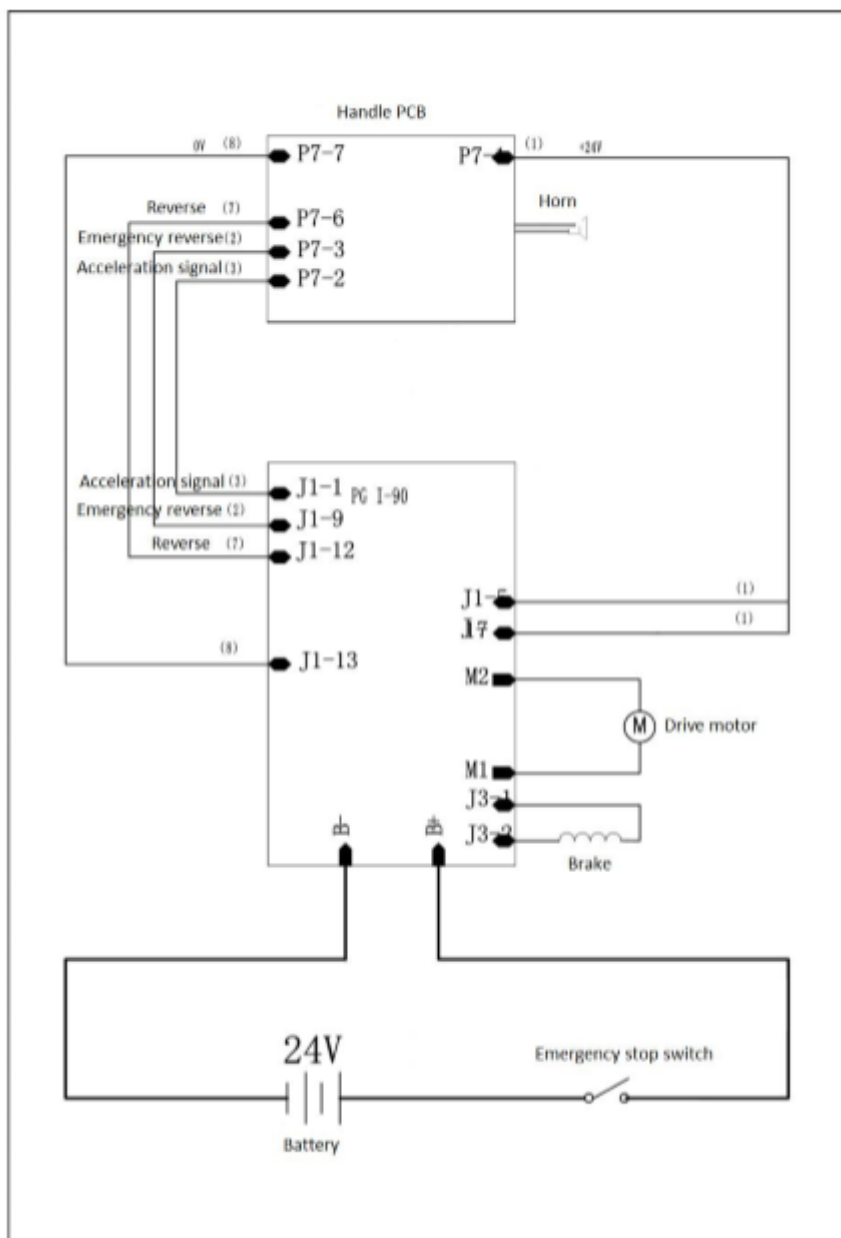 Handle PCB
0V (8) P7-7 P7-1 (1) +24V
Reverse (7) P7-6 Horn
Emergency reverse(2) P7-3
Acceleration signal(3) P7-2
Acceleration signal (3) J1-1 PG I-90
Emergency reverse (2) J1-9
Reverse (7) J1-12
J1-5 (1)
(1)
(8) J1-13
M2
M Drive motor
M1
J3-1
J3-2
B- B+
Brake
24V
Emergency stop switch
Battery